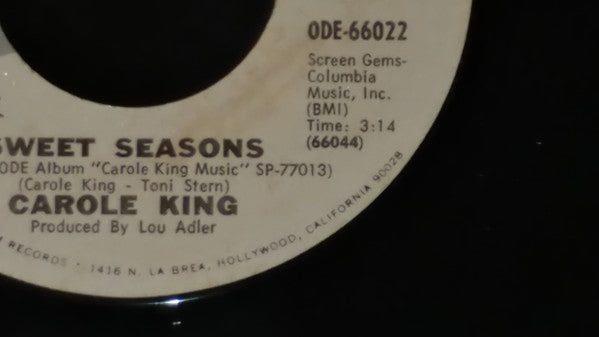 ODE-66022
Screen Gems-
Columbia
Music, Inc.
(BMI)
Time: 3:14
(66044)
SWEET SEASONS
ODE Album "Carole King Music" SP-77013)
(Carole King - Toni Stern)
CAROLE KING
Produced By Lou Adler
RECORDS • 1416 N. LA BREA, HOLLYWOOD, CALIFORNIA 90028